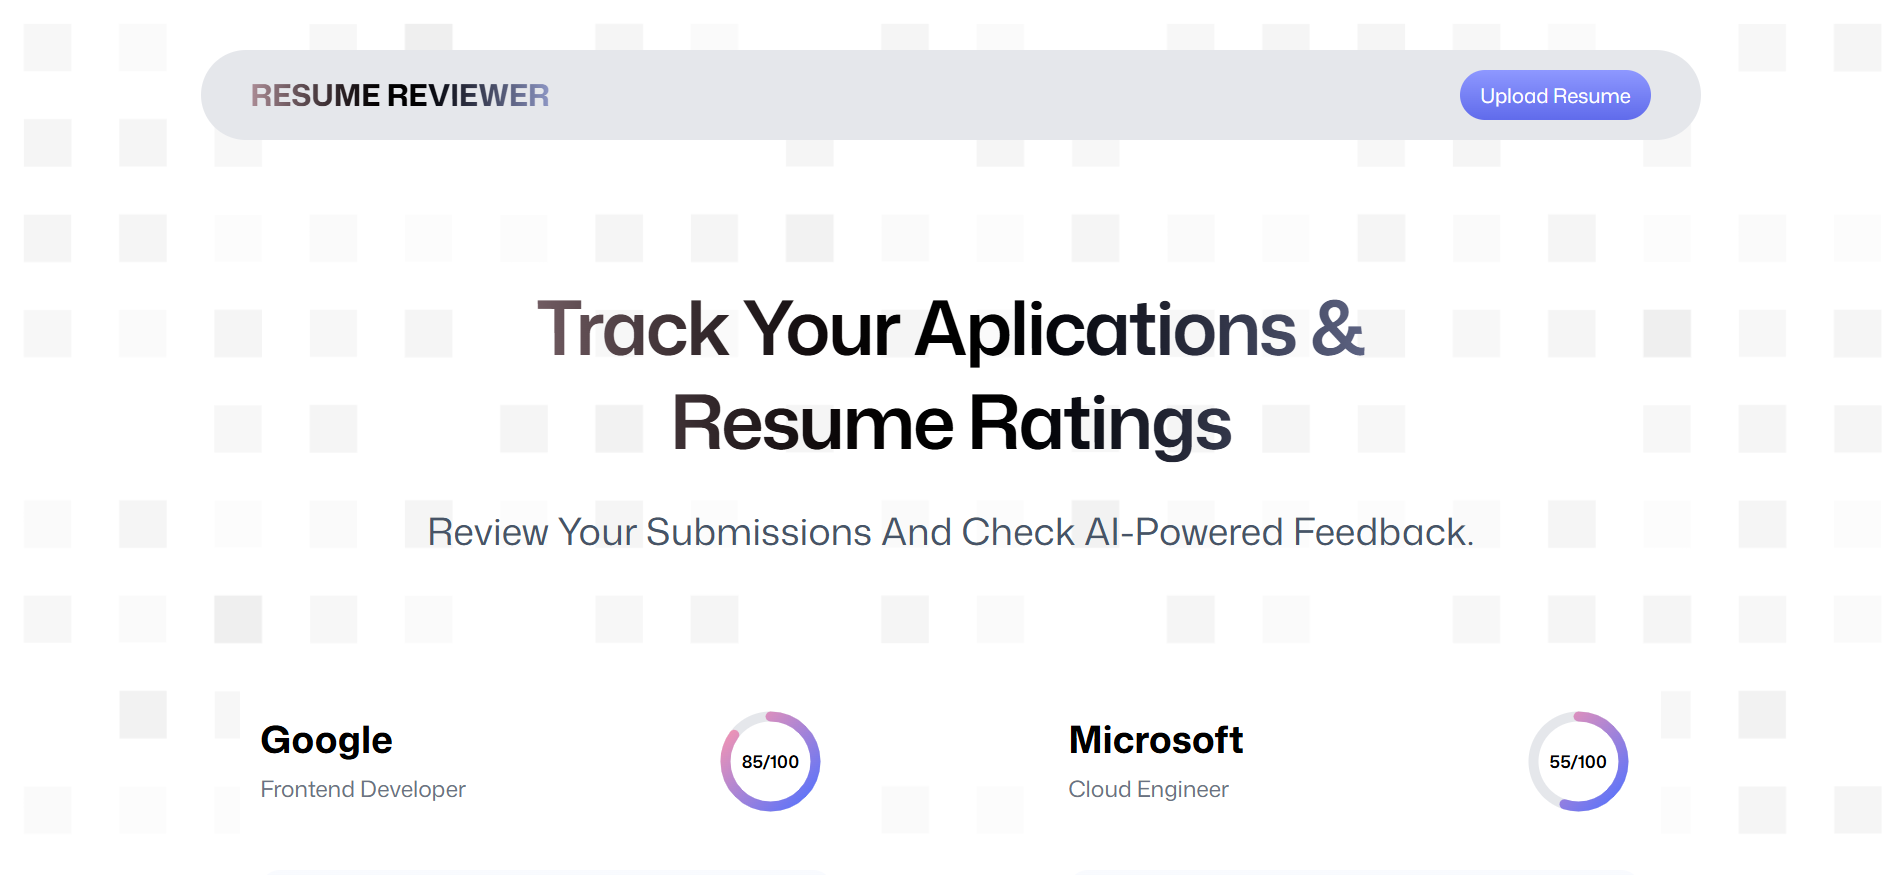 RESUME REVIEWER
Upload Resume
Track Your Aplications &
Resume Ratings
Review Your Submissions And Check AI-Powered Feedback.
Google
Frontend Developer
85/100
Microsoft
Cloud Engineer
55/100